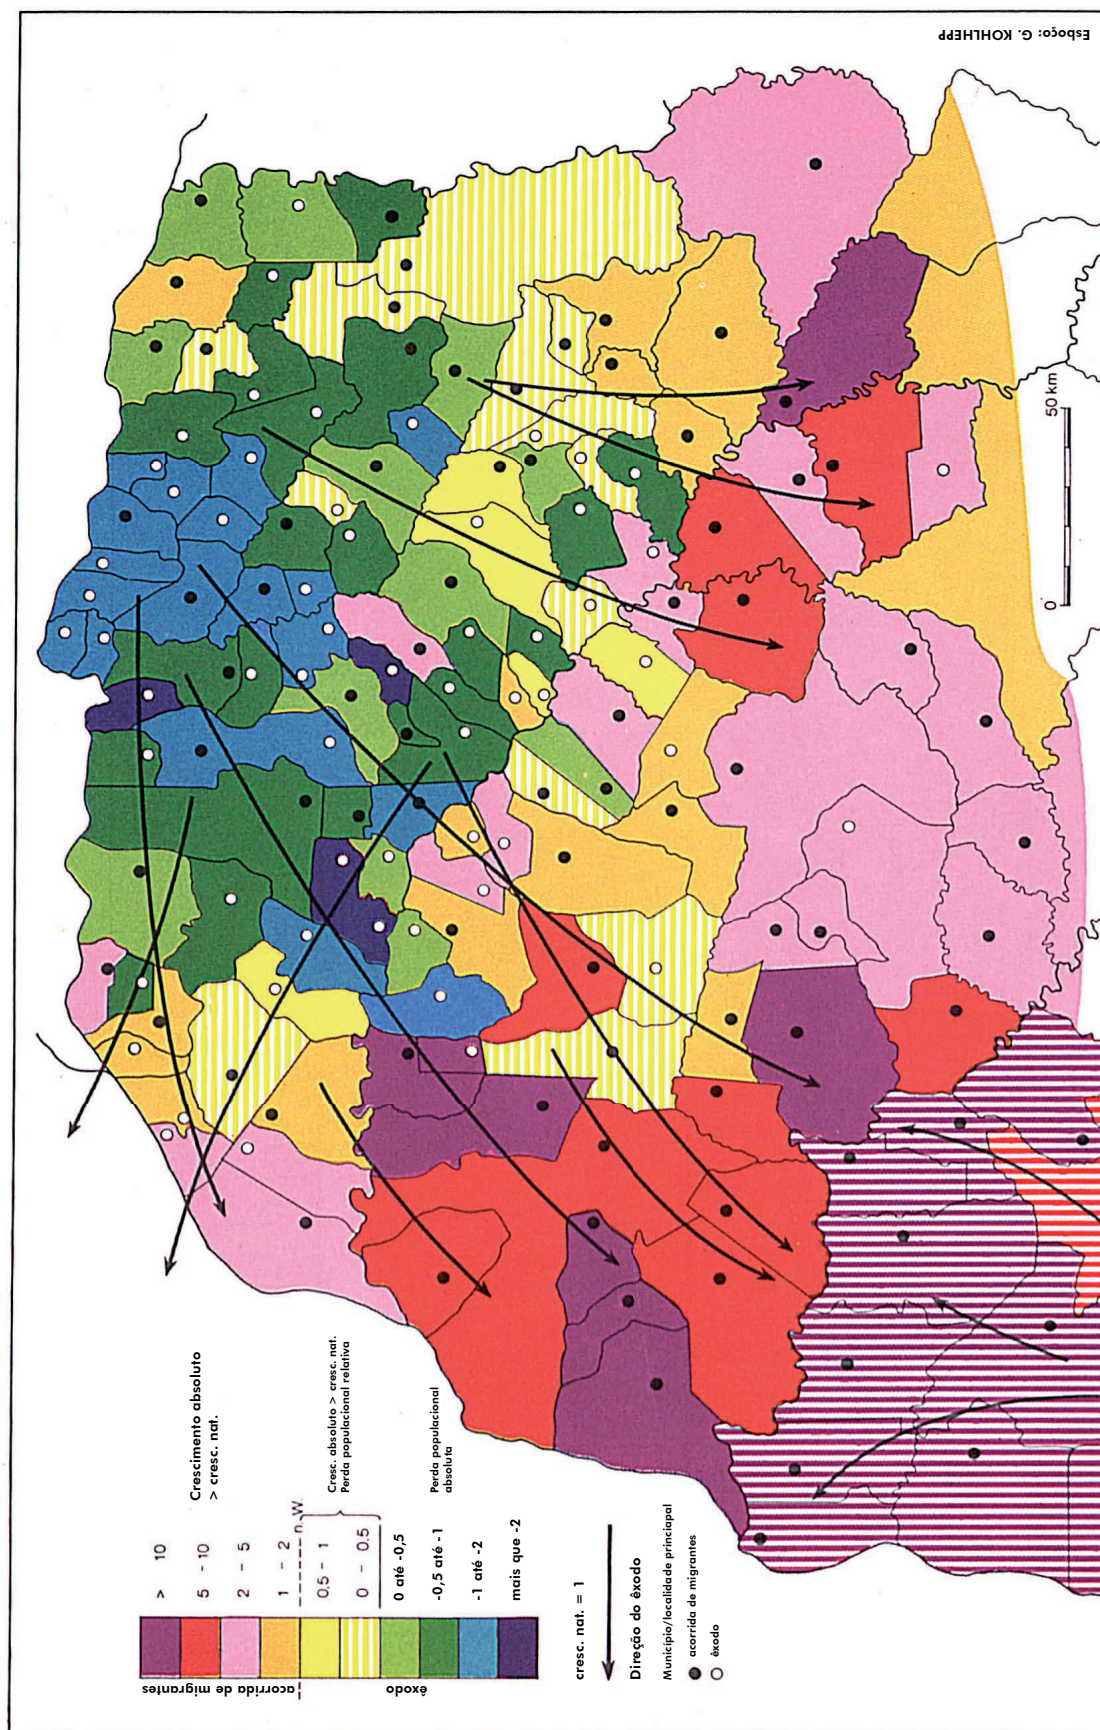 Esboço: G. KOHLHEPP
50 km
0
> 10
5 - 10
2 - 5
1 - 2
n. W.
0,5 - 1
0 - 0,5
0 até -0,5
-0,5 até -1
-1 até -2
mais que -2
Crescimento absoluto
> cresc. nat.
Cresc. absoluto > cresc. nat.
Perda populacional relativa
Perda populacional
absoluta
acorrida de migrantes
êxodo
cresc. nat. = 1
Direção do êxodo
Município/localidade de princiapal
acorrida de migrantes
êxodo